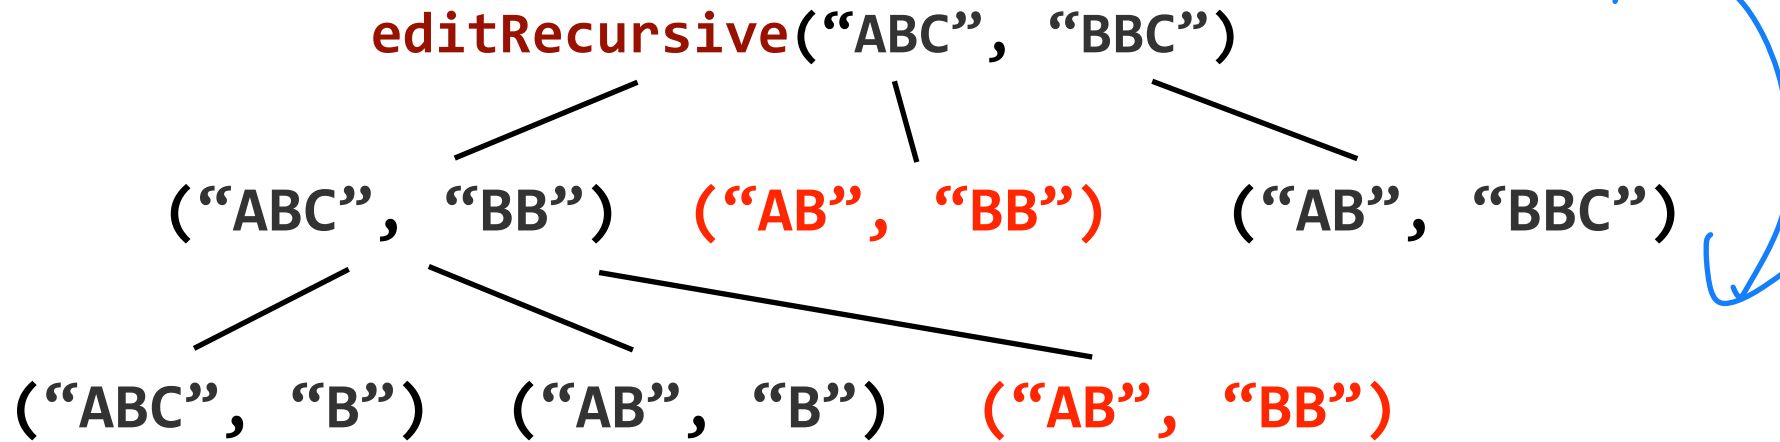 editRecursive(“ABC”, “BBC”)
(“ABC”, “BB”) (“AB”, “BB”) (“AB”, “BBC”)
(“ABC”, “B”) (“AB”, “B”) (“AB”, “BB”)